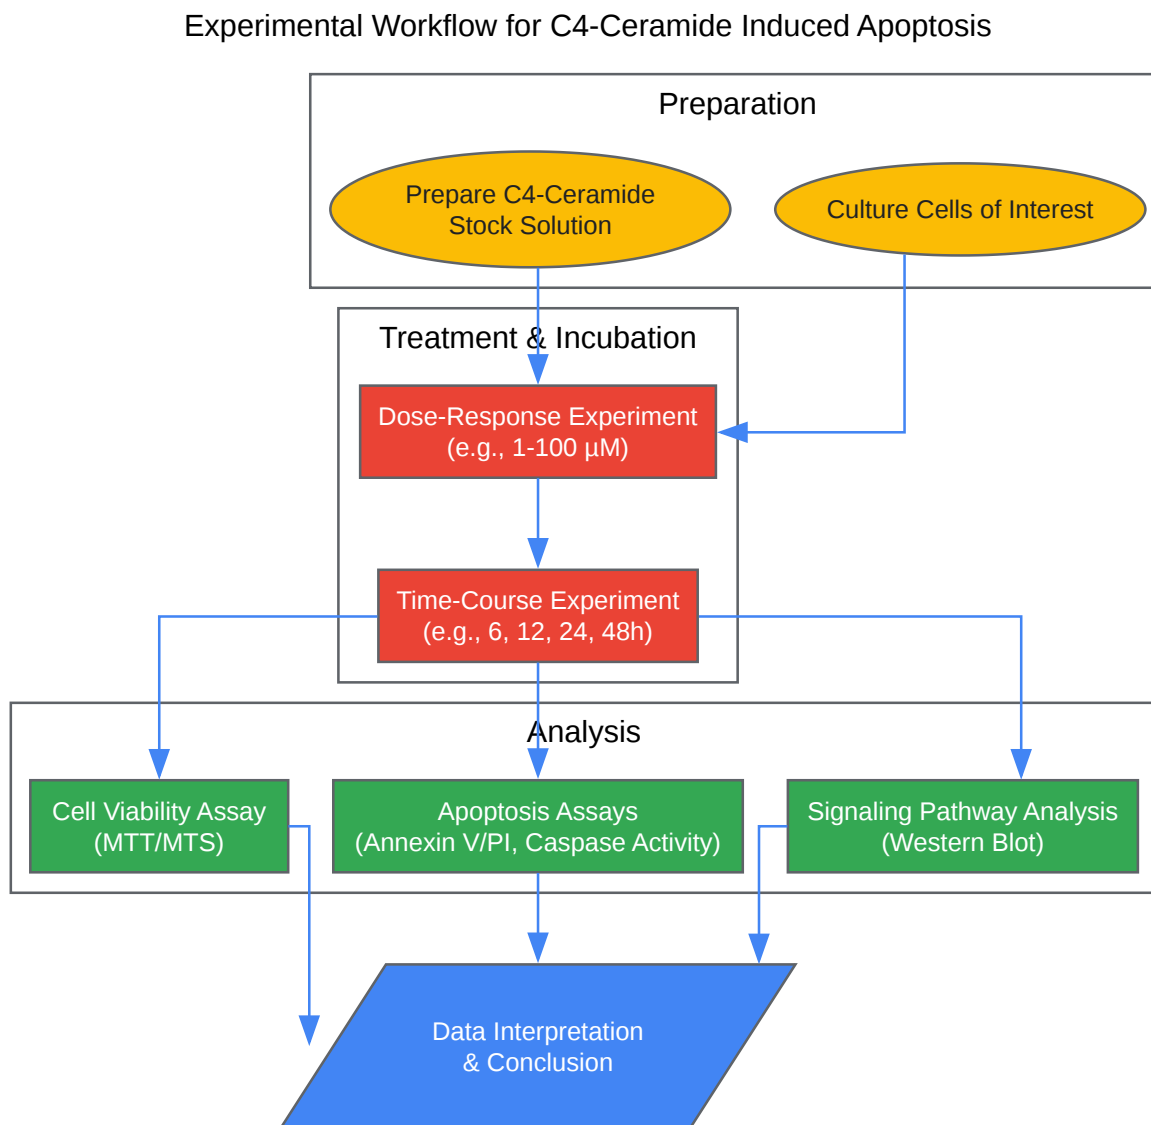 Experimental Workflow for C4-Ceramide Induced Apoptosis
Preparation
Prepare C4-Ceramide
Stock Solution
Culture Cells of Interest
Treatment & Incubation
Dose-Response Experiment
(e.g., 1-100 µM)
Time-Course Experiment
(e.g., 6, 12, 24, 48h)
Analysis
Cell Viability Assay
(MTT/MTS)
Apoptosis Assays
(Annexin V/PI, Caspase Activity)
Signaling Pathway Analysis
(Western Blot)
Data Interpretation
& Conclusion